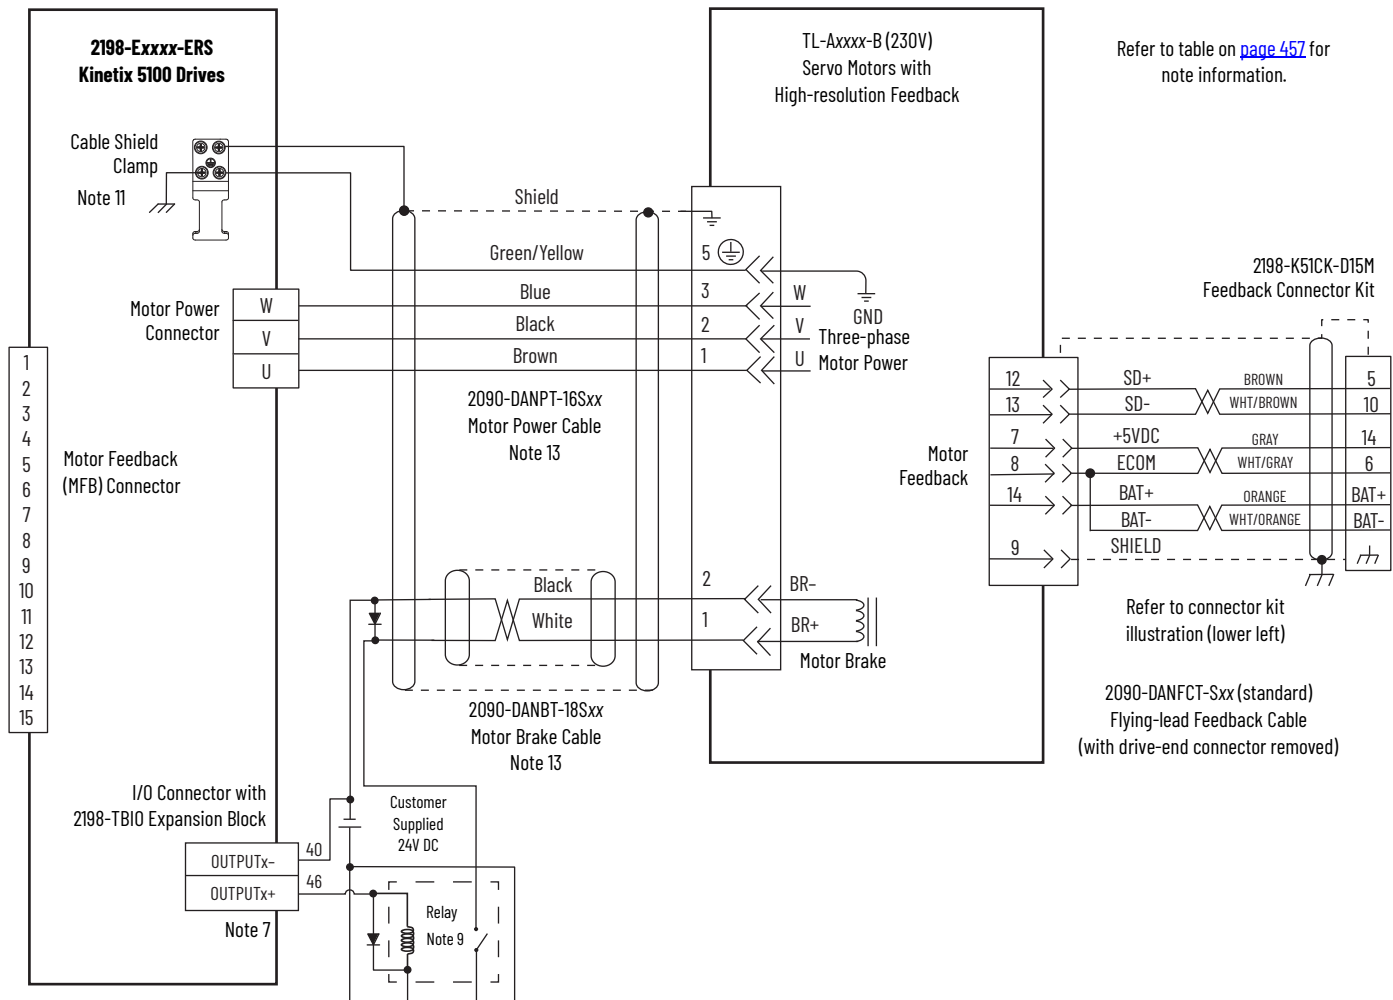 2198-Exxxx-ERS
Kinetix 5100 Drives
TL-Axxxx-B (230V)
Servo Motors with
High-resolution Feedback
Refer to table on page 457 for
note information.
Cable Shield
Clamp
Note 11
Shield
Green/Yellow
5
Blue
3
W
GND
Black
2
V
Three-phase
Brown
1
U
Motor Power
Motor Power
Connector
W
V
U
2090-DANPT-16Sxx
Motor Power Cable
Note 13
1
2
3
4
5
6
7
8
9
10
11
12
13
14
15
Motor Feedback
(MFB) Connector
2198-K51CK-D15M
Feedback Connector Kit
Motor
Feedback
12
SD+
BROWN
5
13
SD-
WHT/BROWN
10
7
+5VDC
GRAY
14
8
ECOM
WHT/GRAY
6
14
BAT+
ORANGE
BAT+
BAT-
WHT/ORANGE
BAT-
9
SHIELD
Black
2
BR-
White
1
BR+
Motor Brake
Refer to connector kit
illustration (lower left)
2090-DANBT-18Sxx
Motor Brake Cable
Note 13
2090-DANFCT-Sxx (standard)
Flying-lead Feedback Cable
(with drive-end connector removed)
I/O Connector with
2198-TBIO Expansion Block
Customer
Supplied
24V DC
OUTPUTx-
40
OUTPUTx+
46
Note 7
Relay
Note 9